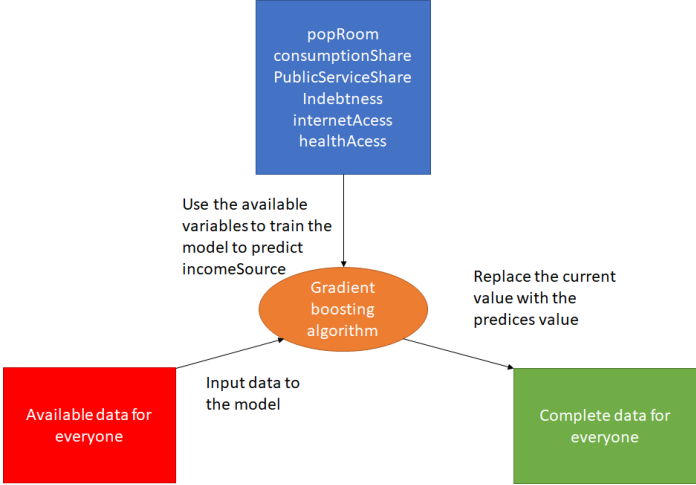 popRoom
consumptionShare
PublicServiceShare
Indebtness
internetAcess
healthAcess
Use the available
variables to train the
model to predict
incomeSource
Gradient
boosting
algorithm
Replace the current
value with the
predices value
Input data to
the model
Available data for
everyone
Complete data for
everyone